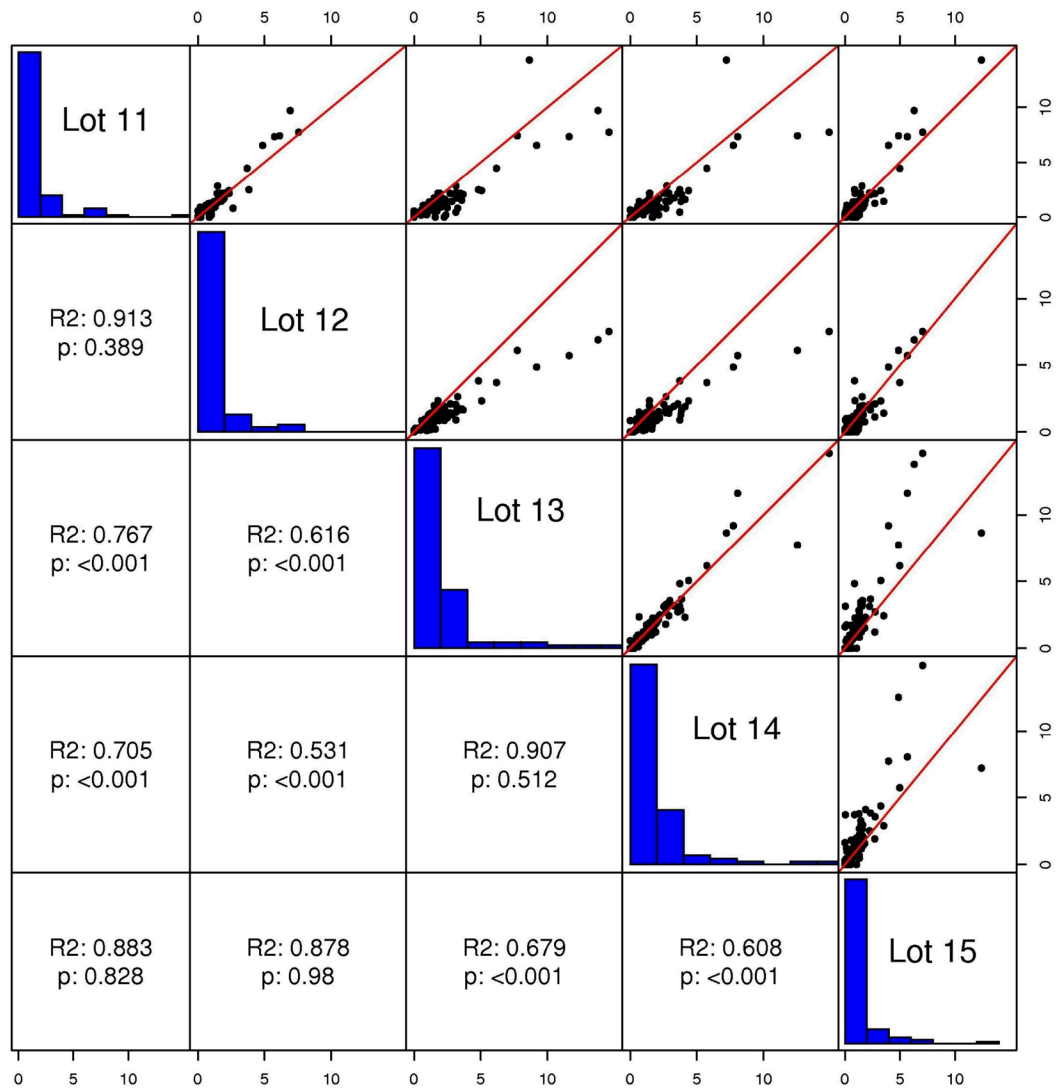 0 5 10 0 5 10 0 5 10 0 5 10 0 5 10
Lot 11
0 5 10
R2: 0.913
p: 0.389
Lot 12
0 5 10
R2: 0.767
p: <0.001
R2: 0.616
p: <0.001
Lot 13
0 5 10
R2: 0.705
p: <0.001
R2: 0.531
p: <0.001
R2: 0.907
p: 0.512
Lot 14
0 5 10
R2: 0.883
p: 0.828
R2: 0.878
p: 0.98
R2: 0.679
p: <0.001
R2: 0.608
p: <0.001
Lot 15
0 5 10 0 5 10 0 5 10 0 5 10 0 5 10